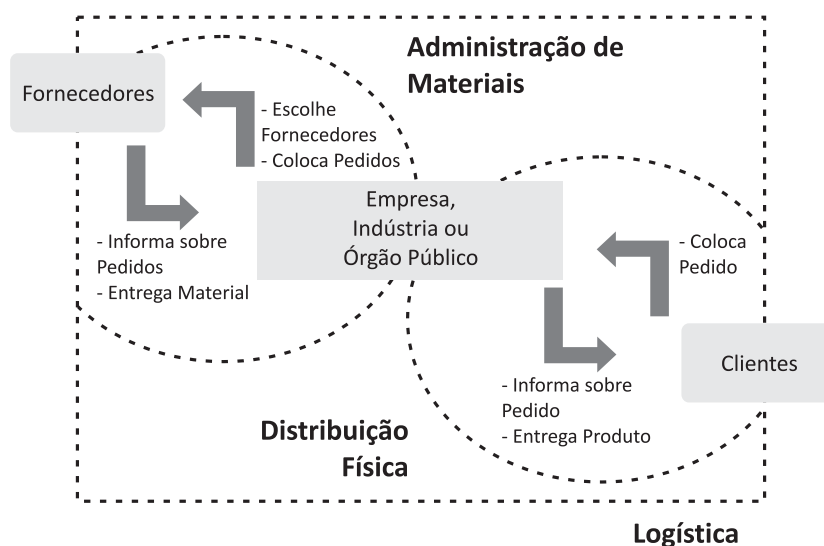 Administração de
Materiais
Fornecedores
- Escolhe
Fornecedores
- Coloca Pedidos
Empresa,
Indústria ou
Órgão Público
- Informa sobre
Pedidos
- Entrega Material
- Coloca
Pedido
Clientes
- Informa sobre
Pedido
- Entrega Produto
Distribuição
Física
Logística